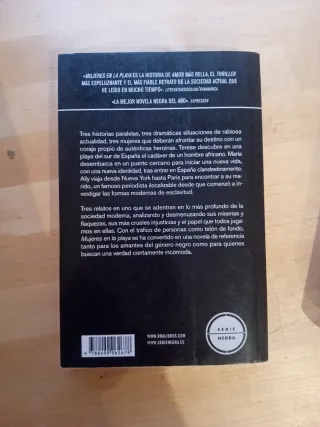 «MUJERES EN LA PLAYA ES LA HISTORIA DE AMOR MÁS BELLA, EL THRILLER
MÁS ESPELUZNANTE Y EL MÁS FIABLE RETRATO DE LA SOCIEDAD ACTUAL QUE
HE LEÍDO EN MUCHO TIEMPO».
«LA MEJOR NOVELA NEGRA DEL AÑO». EXPRESSEN
Tres historias paralelas, tres dramáticas situaciones de rabiosa
actualidad, tres mujeres que deberán afrontar su destino con un
coraje propio de auténticas heroínas. Terese descubre en una
playa del sur de España el cadáver de un hombre africano. Mary
desembarca en un puerto cercano para iniciar una nueva vida,
con una nueva identidad, tras entrar en España clandestinamente.
Ally viaja desde Nueva York hasta París para encontrar a su ma-
rido, un famoso periodista ilocalizable desde que comenzó a in-
vestigar las formas modernas de esclavitud.
Tres relatos en uno que se adentran en lo más profundo de la
sociedad moderna, analizando y desmenuzando sus miserias y
flaquezas, sus más crueles injusticias y el papel que todos juga-
mos en ellas. Con el tráfico de personas como telón de fondo,
Mujeres en la playa se ha convertido en una novela de referencia
tanto para los amantes del género negro como para quienes
buscan una verdad ciertamente incómoda.
WWW.RBALIBROS.COM
WWW.SERIENEGRA.ES
SERIE
NEGRA